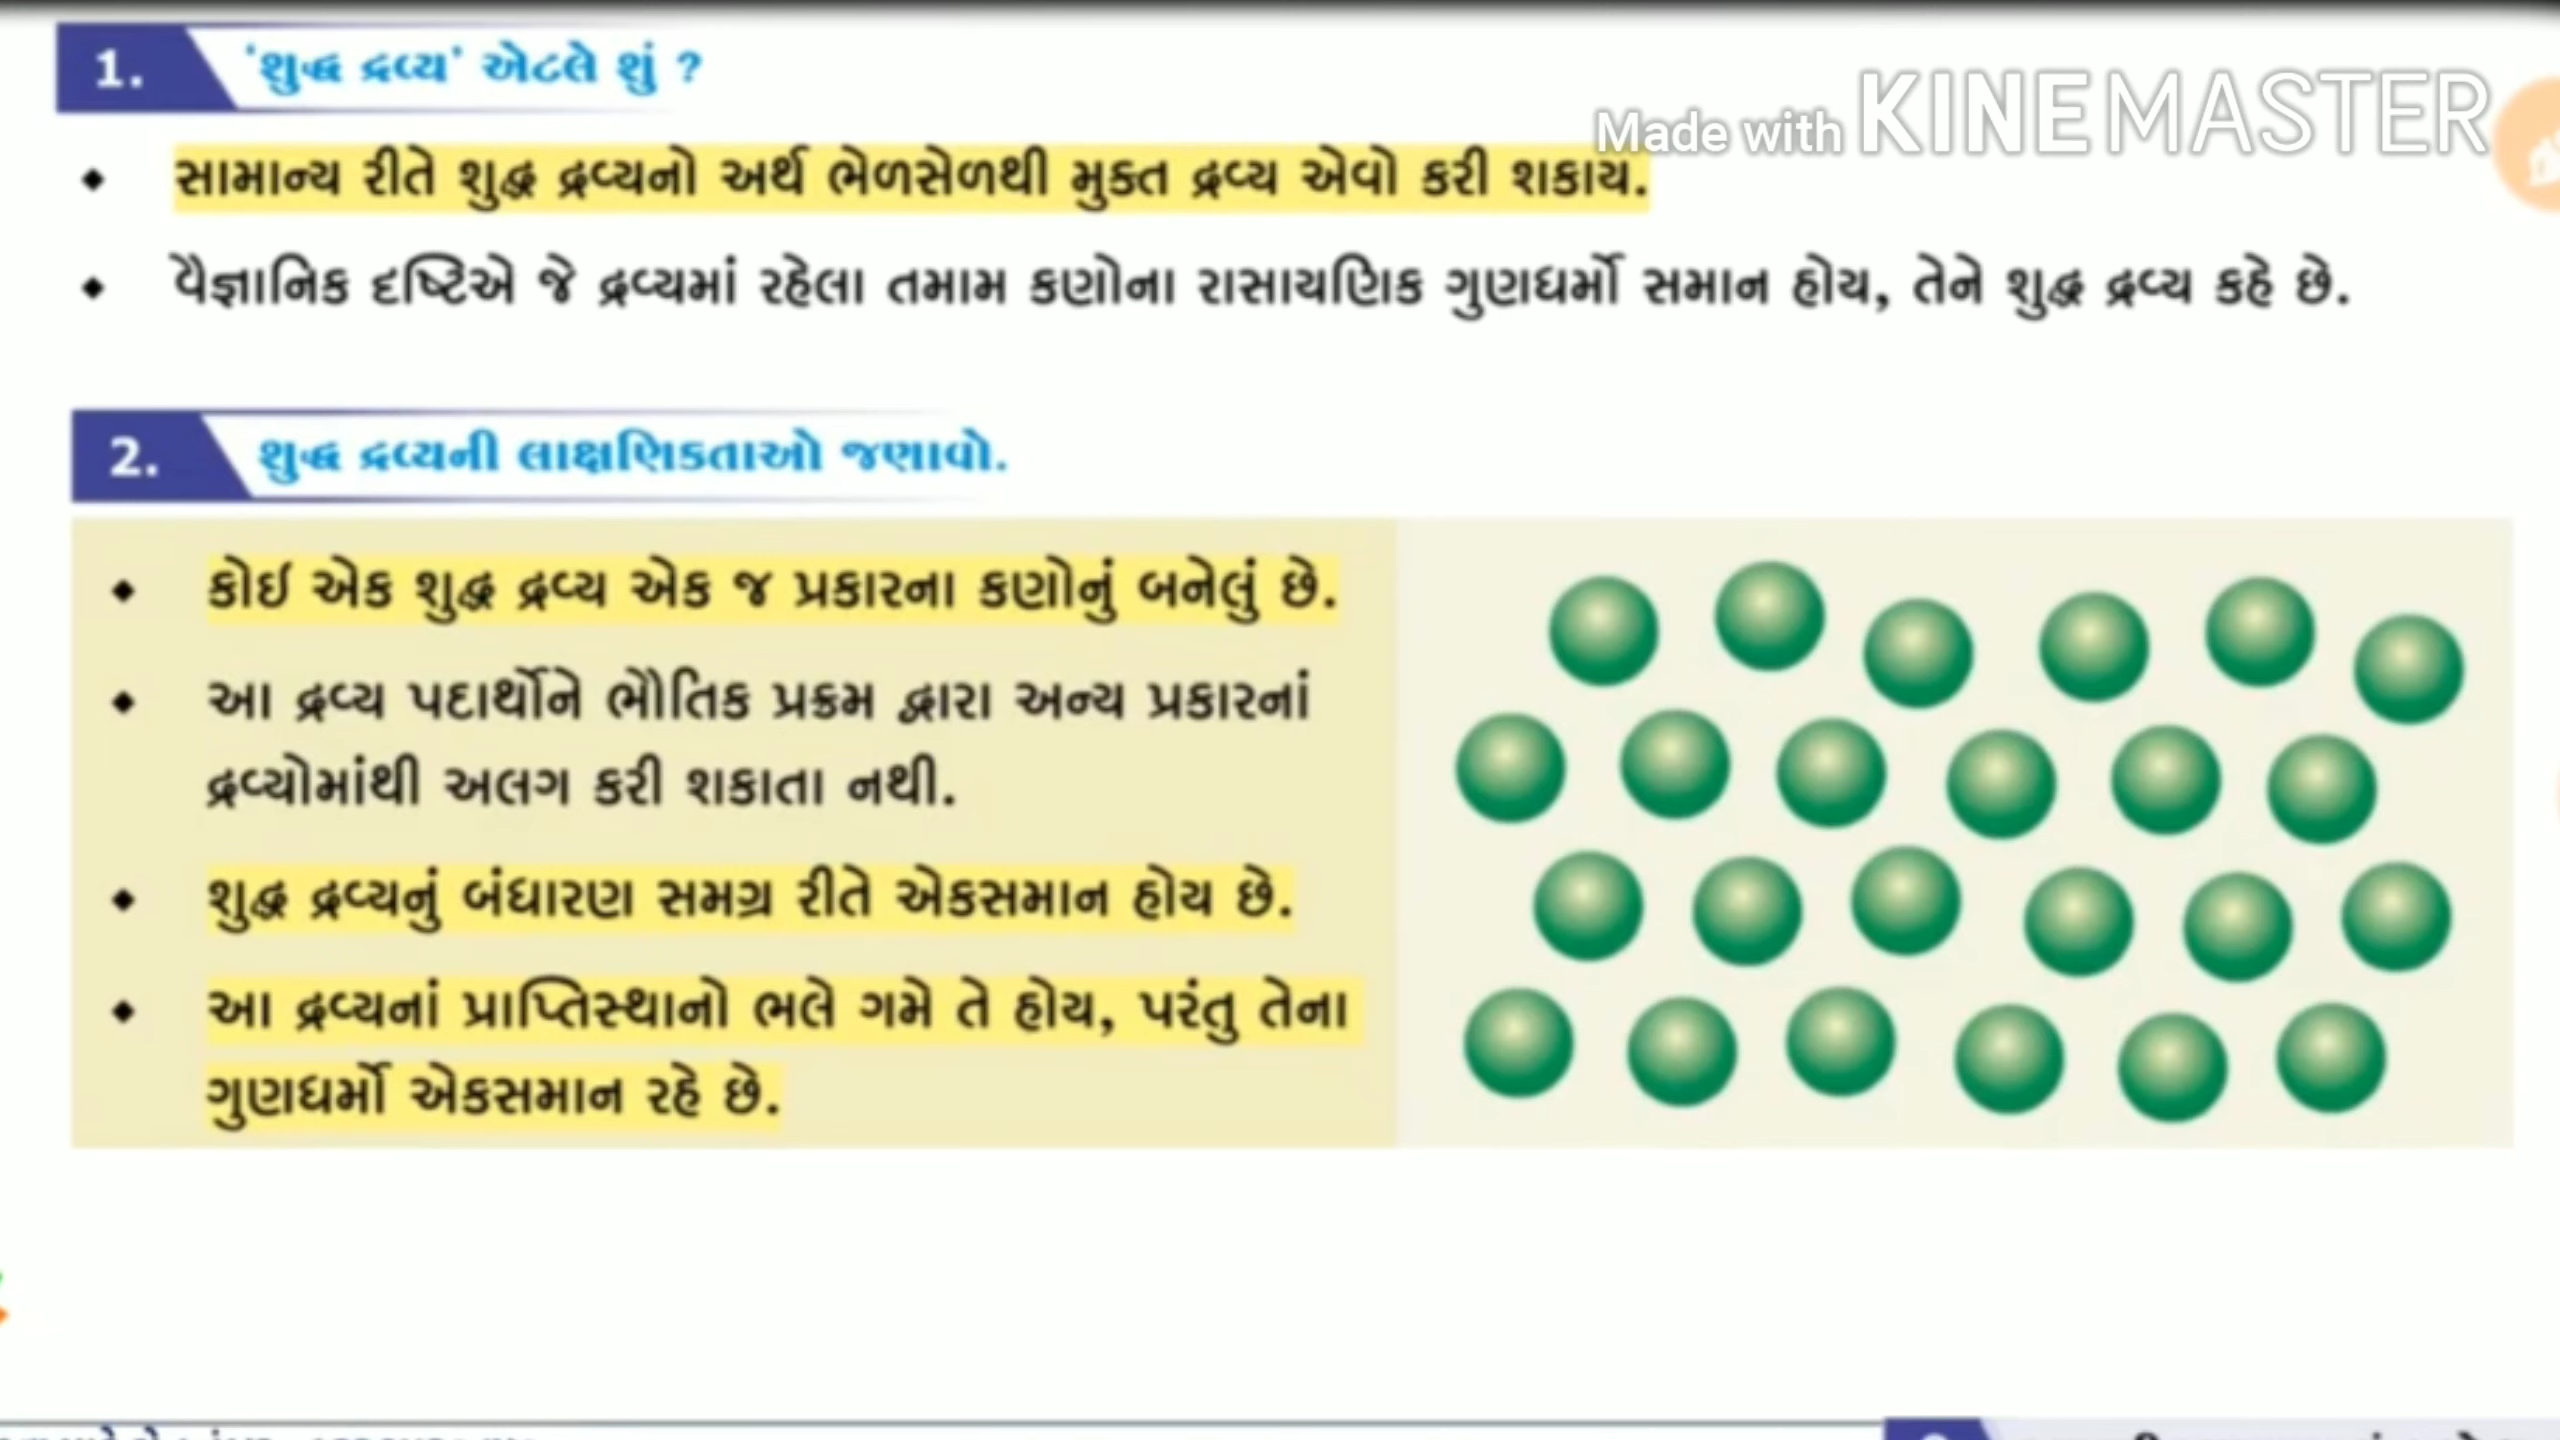 1. 'શુદ્ધ દ્રવ્ય' એટલે શું ?
Made with KINEMASTER
◆ સામાન્ય રીતે શુદ્ધ દ્રવ્યનો અર્થ ભેળસેળથી મુક્ત દ્રવ્ય એવો કરી શકાય.
◆ વૈજ્ઞાનિક દૃષ્ટિએ જે દ્રવ્યમાં રહેલા તમામ કણોના રાસાયણિક ગુણધર્મો સમાન હોય, તેને શુદ્ધ દ્રવ્ય કહે છે.
2. શુદ્ધ દ્રવ્યની લાક્ષણિકતાઓ જણાવો.
◆ કોઈ એક શુદ્ધ દ્રવ્ય એક જ પ્રકારના કણોનું બનેલું છે.
◆ આ દ્રવ્ય પદાર્થોને ભૌતિક પ્રક્રમ દ્વારા અન્ય પ્રકારનાં
દ્રવ્યોમાંથી અલગ કરી શકાતા નથી.
◆ શુદ્ધ દ્રવ્યનું બંધારણ સમગ્ર રીતે એકસમાન હોય છે.
◆ આ દ્રવ્યનાં પ્રાપ્તિસ્થાનો ભલે ગમે તે હોય, પરંતુ તેના
ગુણધર્મો એકસમાન રહે છે.